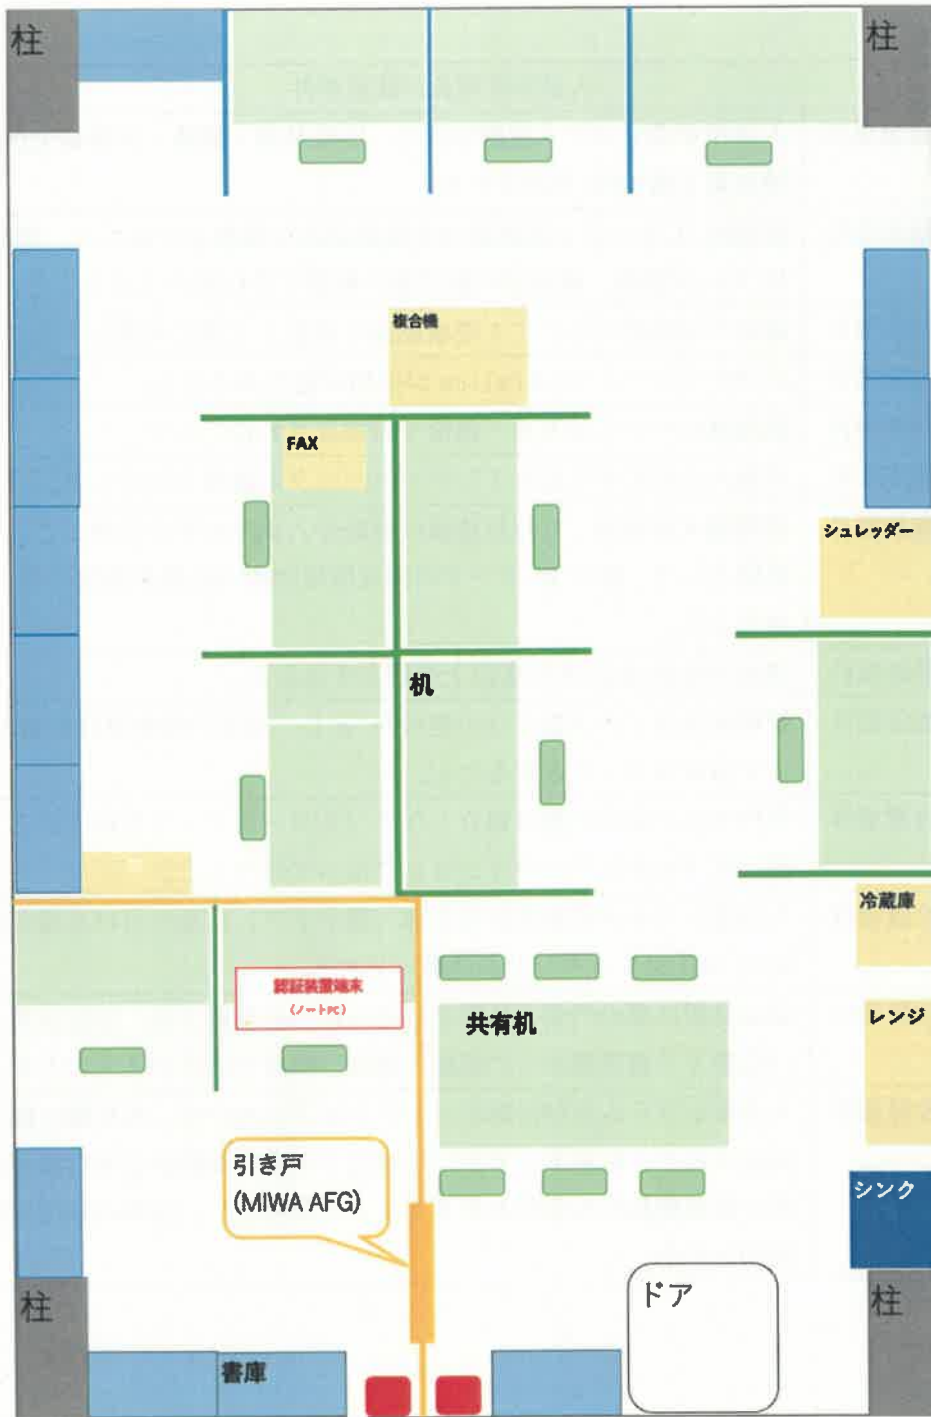 柱
柱
複合機
FAX
シュレッダー
机
冷蔵庫
認証装置端末
(ノートPC)
共有机
レンジ
引き戸
(MIWA AFG)
シンク
ドア
柱
柱
書庫